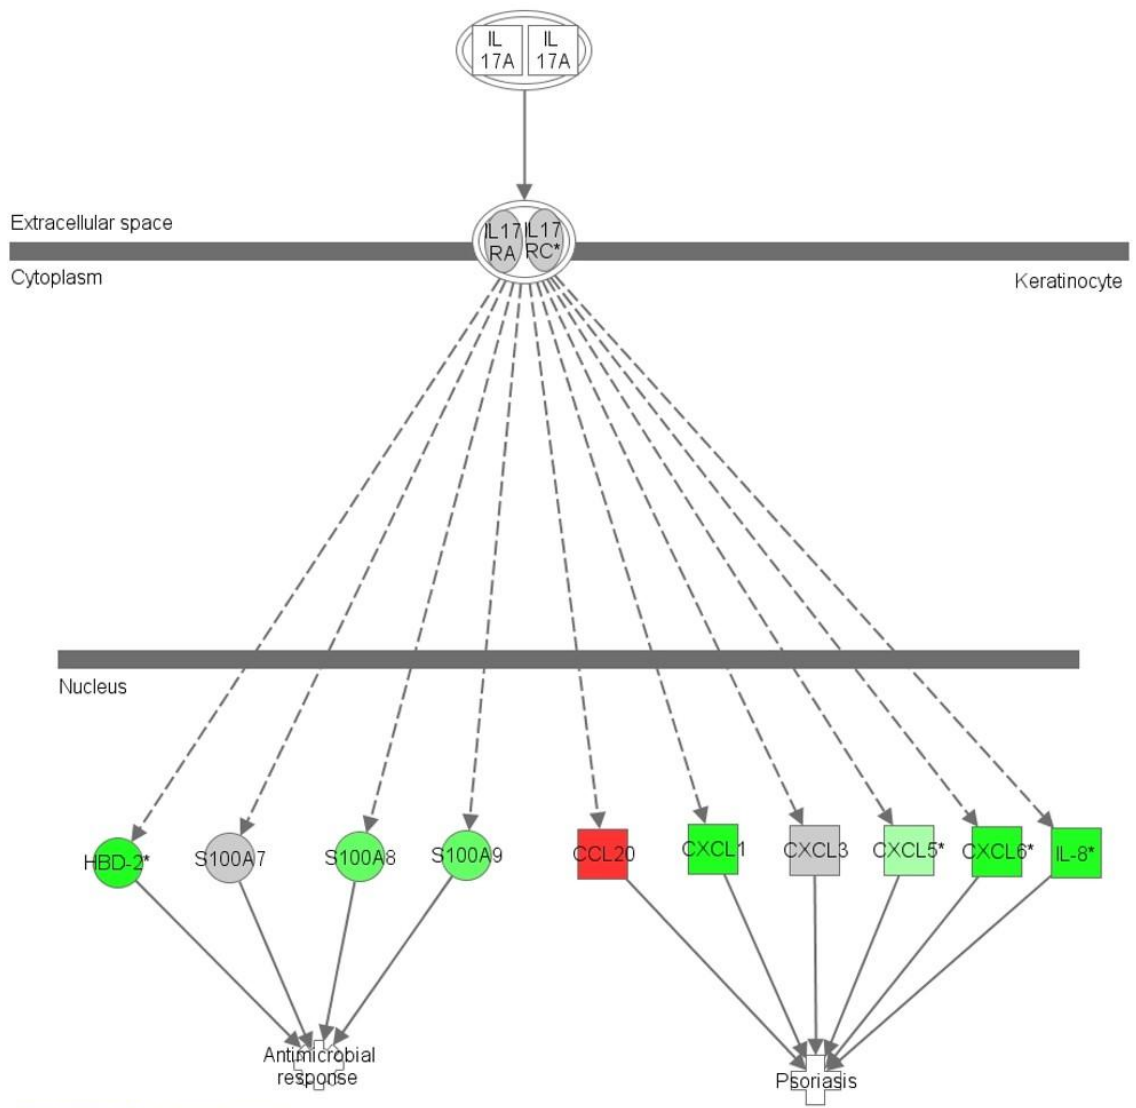 IL IL
17A 17A
Extracellular space
IL17 IL17
RA RC*
Cytoplasm
Keratinocyte
Nucleus
HBD-2*
S100A7
S100A8
S100A9
CCL20
CXCL1
CXCL3
CXCL5*
CXCL6*
IL-8*
Antimicrobial
response
Psoriasis